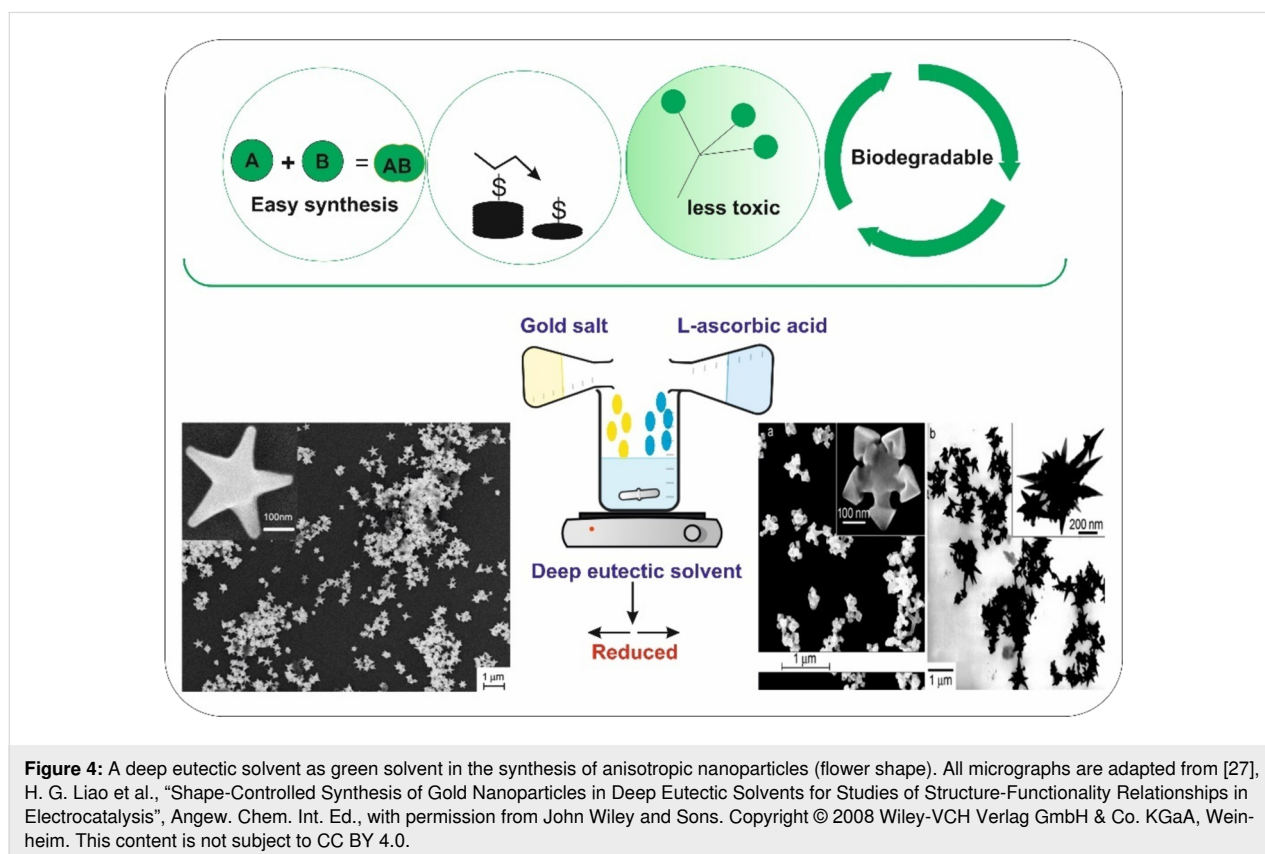 A + B = AB
Easy synthesis
$
$
less toxic
Biodegradable
Gold salt
L-ascorbic acid
100nm
1 μm
Deep eutectic solvent
Reduced
a
100 nm
1 μm
b
200 nm
1 μm
Figure 4: A deep eutectic solvent as green solvent in the synthesis of anisotropic nanoparticles (flower shape). All micrographs are adapted from [27],
H. G. Liao et al., “Shape-Controlled Synthesis of Gold Nanoparticles in Deep Eutectic Solvents for Studies of Structure-Functionality Relationships in
Electrocatalysis”, Angew. Chem. Int. Ed., with permission from John Wiley and Sons. Copyright © 2008 Wiley-VCH Verlag GmbH & Co. KGaA, Wein-
heim. This content is not subject to CC BY 4.0.